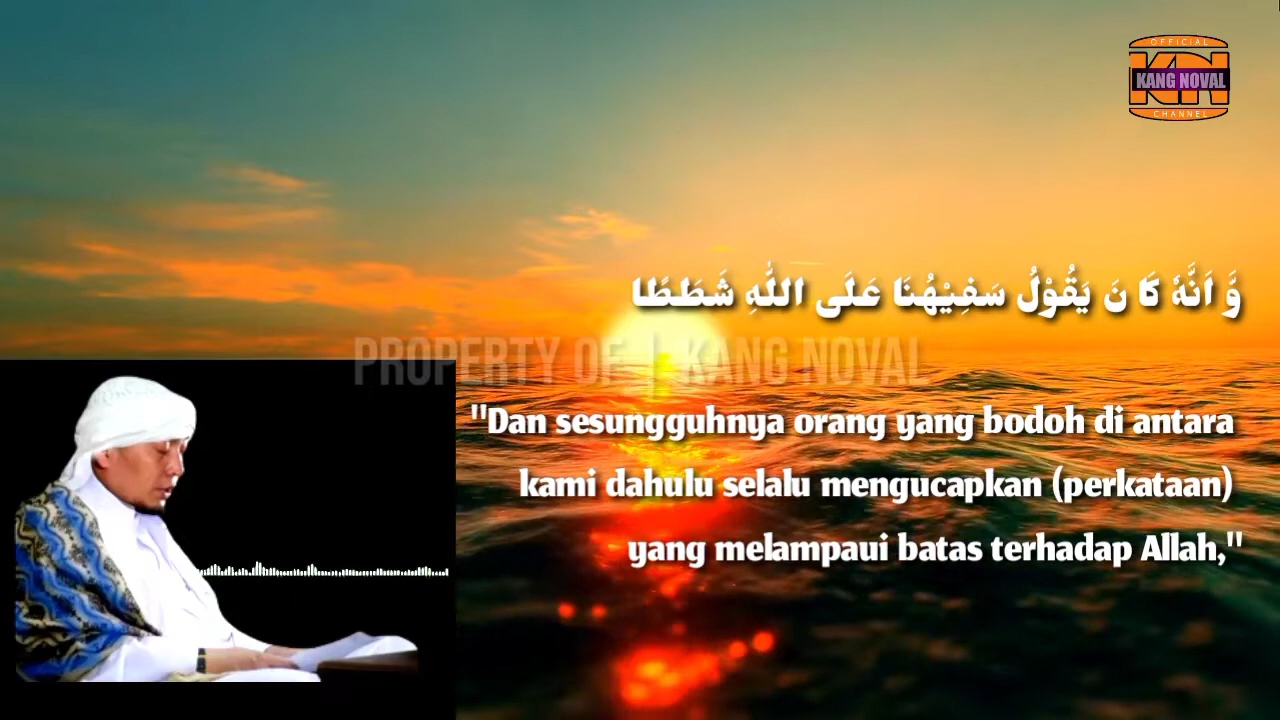 OFFICIAL
KN
KANG NOVAL
CHANNEL
وَّ اَنَّهٗ كَا نَ يَقُوْلُ سَفِيْهُنَا عَلَى اللّٰهِ شَطَطًا
PROPERTY OF | KANG NOVAL
"Dan sesungguhnya orang yang bodoh di antara
kami dahulu selalu mengucapkan (perkataan)
yang melampaui batas terhadap Allah,"